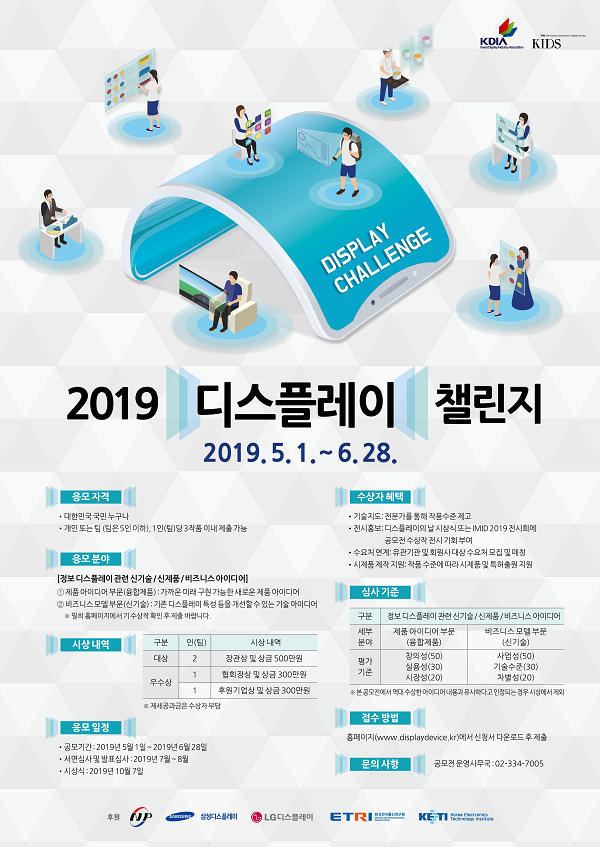 KDIA
Korea Display Industry Association
KIDS
DISPLAY
CHALLENGE
2019 디스플레이 챌린지
2019. 5. 1. ~ 6. 28.
응모 자격
• 대한민국 국민 누구나
• 개인 또는 팀 (팀은 5인 이하), 1인(팀)당 3작품 이내 제출 가능
응모 분야
[정보 디스플레이 관련 신기술 / 신제품 / 비즈니스 아이디어]
① 제품 아이디어 부문(융합제품) : 가까운 미래 구현 가능한 새로운 제품 아이디어
② 비즈니스 모델 부문(신기술) : 기존 디스플레이 특성 등을 개선할 수 있는 기술 아이디어
※ 필히 홈페이지에서 기 수상작 확인 후 제출 바랍니다.
시상 내역
구분 인(팀) 시상 내역
대상 2 장관상 및 상금 500만원
우수상 1 협회장상 및 상금 300만원
1 후원기업상 및 상금 300만원
※ 제세공과금은 수상자 부담
응모 일정
• 공모기간 : 2019년 5월 1일 ~ 2019년 6월 28일
• 서면심사 및 발표심사 : 2019년 7월 ~ 8월
• 시상식 : 2019년 10월 7일
수상자 혜택
• 기술지도: 전문가를 통해 작품수준 제고
• 전시홍보: 디스플레이의 날 시상식 또는 IMID 2019 전시회에
공모전 수상작 전시 기회 부여
• 수요처 연계: 유관기관 및 회원사 대상 수요처 모집 및 매칭
• 시제품 제작 지원: 작품 수준에 따라 시제품 및 특허출원 지원
심사 기준
구분 정보 디스플레이 관련 신기술 / 신제품 / 비즈니스 아이디어
세부 분야 제품 아이디어 부문 (융합제품) 비즈니스 모델 부문 (신기술)
평가 기준 창의성(50) 사업성(50)
실용성(30) 기술수준(30)
시장성(20) 차별성(20)
※ 본 공모전에서 역대 수상한 아이디어 내용과 유사하다고 인정되는 경우 시상에서 제외
접수 방법
홈페이지(www.displaydevice.kr)에서 신청서 다운로드 후 제출
문의 사항
공모전 운영사무국 : 02-334-7005
후원
SAMSUNG 삼성디스플레이
LG디스플레이
ETRI 한국전자통신연구원
KETI Korea Electronics
Technology Institute